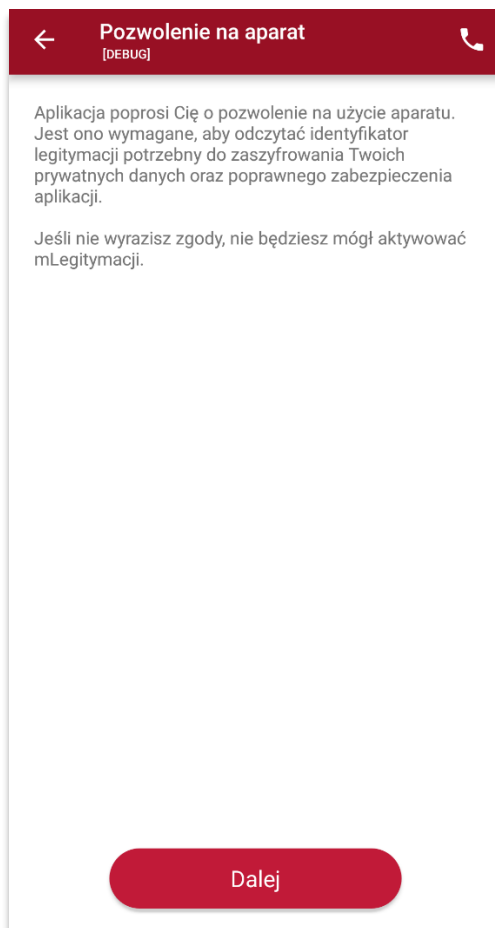 Pozwolenie na aparat
[DEBUG]
Aplikacja poprosi Cię o pozwolenie na użycie aparatu.
Jest ono wymagane, aby odczytać identyfikator
legitymacji potrzebny do zaszyfrowania Twoich
prywatnych danych oraz poprawnego zabezpieczenia
aplikacji.
Jeśli nie wyrazisz zgody, nie będziesz mógł aktywować
mLegitymacji.
Dalej